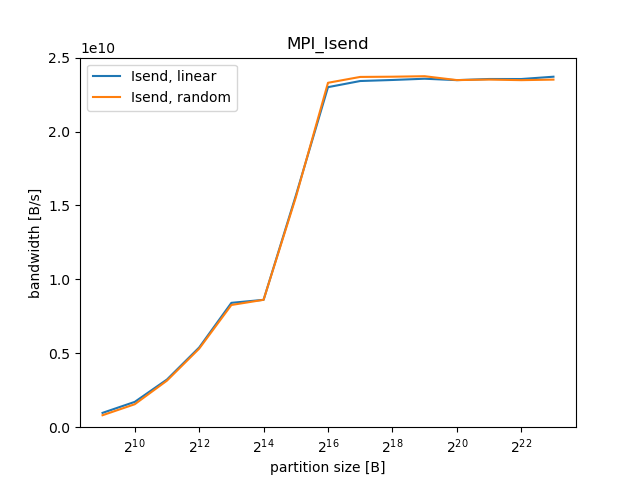 MPI_Isend
1e10
Isend, linear
Isend, random
2.5
2.0
1.5
1.0
0.5
0.0
bandwidth [B/s]
2^10 2^12 2^14 2^16 2^18 2^20 2^22
partition size [B]